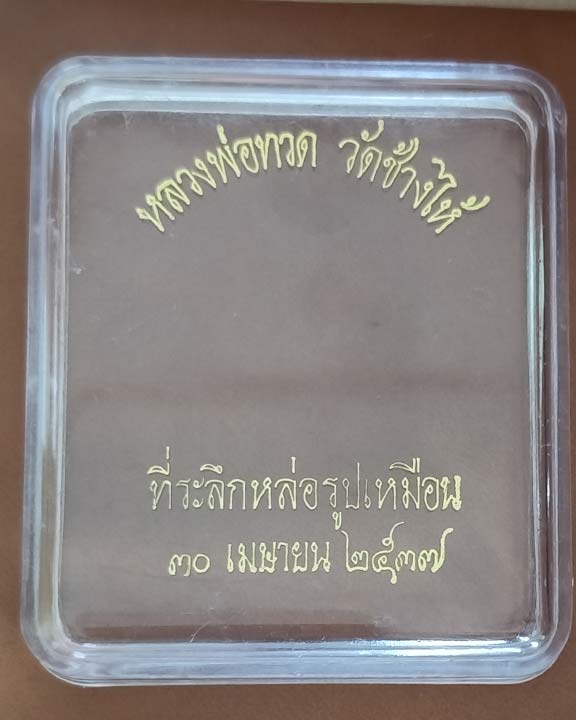 หลวงพ่อทวด วัดช้างให้
ที่ระลึกหล่อรูปเหมือน
๓๐ เมษายน ๒๕๓๗